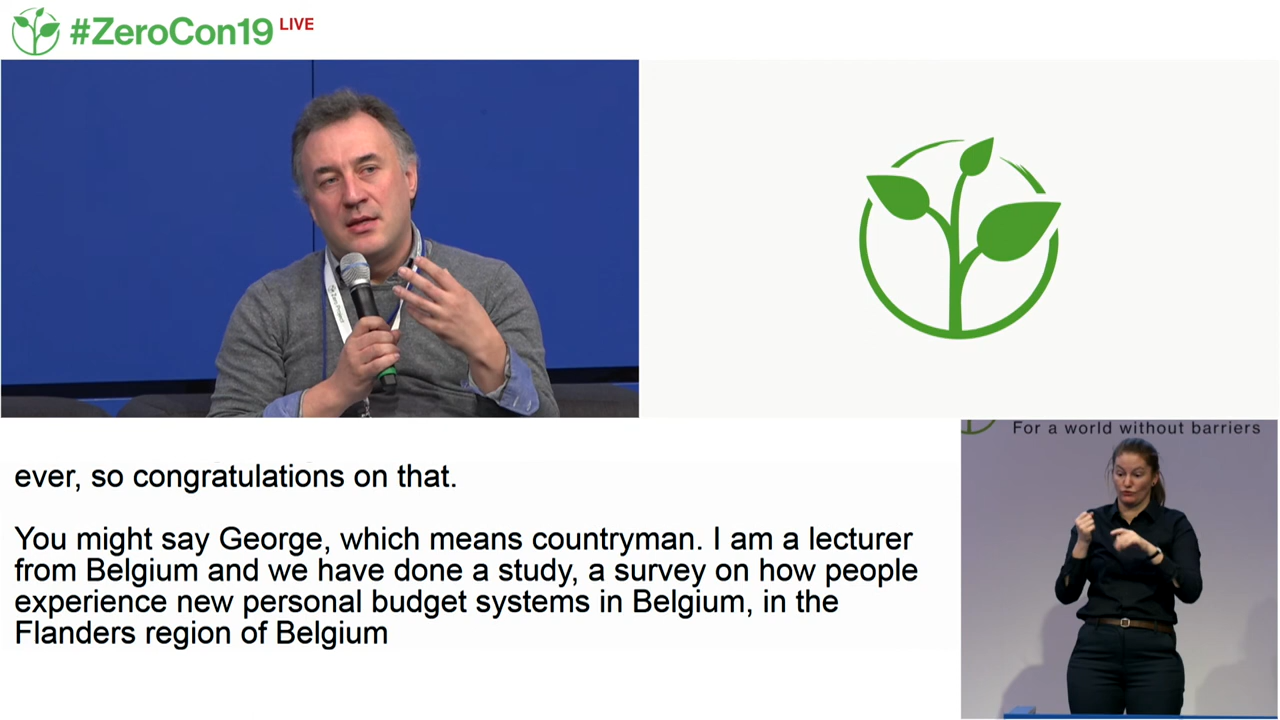 #ZeroCon19 LIVE
Zero Project
For a world without barriers
ever, so congratulations on that.
You might say George, which means countryman. I am a lecturer
from Belgium and we have done a study, a survey on how people
experience new personal budget systems in Belgium, in the
Flanders region of Belgium